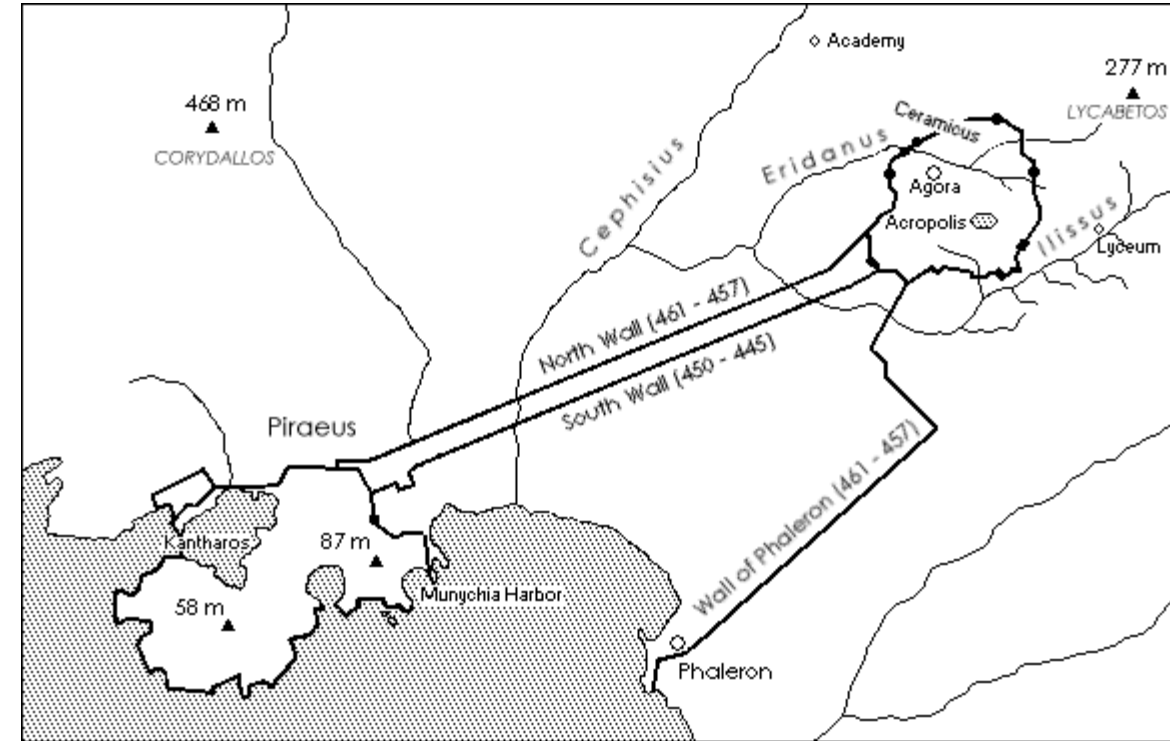 Academy
277 m
LYCABETOS
468 m
CORYDALLOS
Ceramicus
Eridanus
Cephisius
Agora
Acropolis
Ilissus
Lyceum
North Wall (461 - 457)
South Wall (450 - 445)
Piraeus
Wall of Phaleron (461 - 457)
Kantharos
87 m
Munychia Harbor
58 m
Phaleron